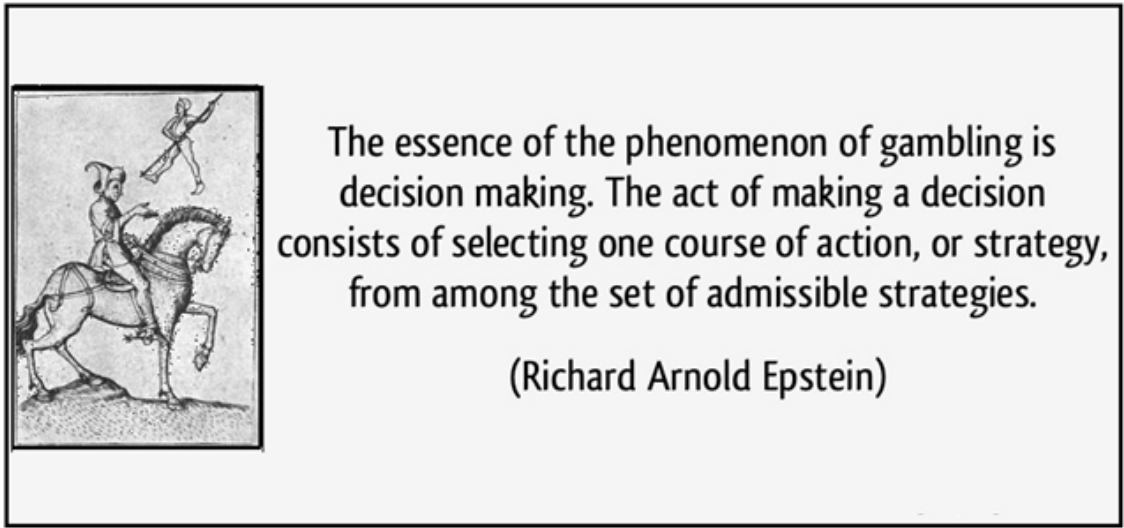 The essence of the phenomenon of gambling is
decision making. The act of making a decision
consists of selecting one course of action, or strategy,
from among the set of admissible strategies.
(Richard Arnold Epstein)